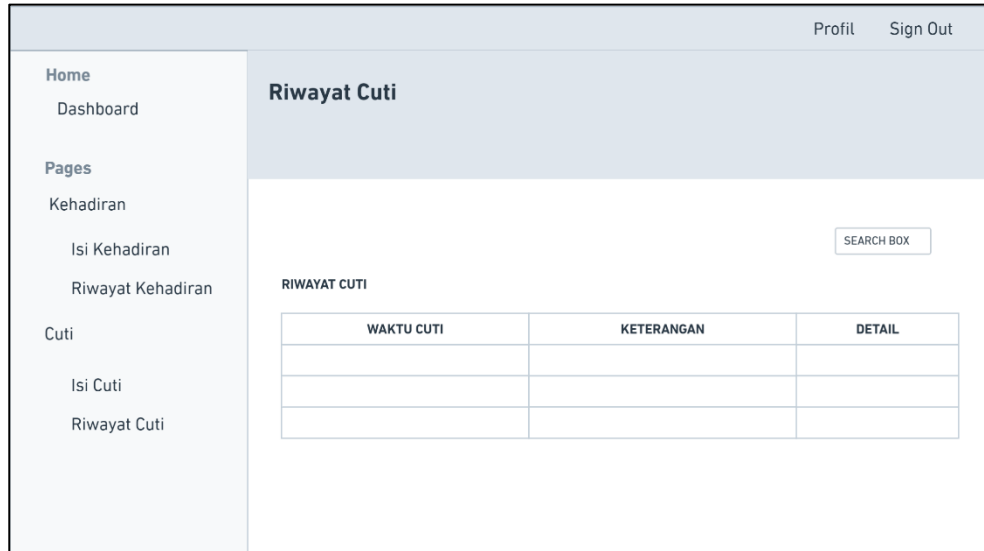 Profil Sign Out
Home
Dashboard
Pages
Kehadiran
Isi Kehadiran
Riwayat Kehadiran
Cuti
Isi Cuti
Riwayat Cuti
Riwayat Cuti
SEARCH BOX
RIWAYAT CUTI
WAKTU CUTI KETERANGAN DETAIL